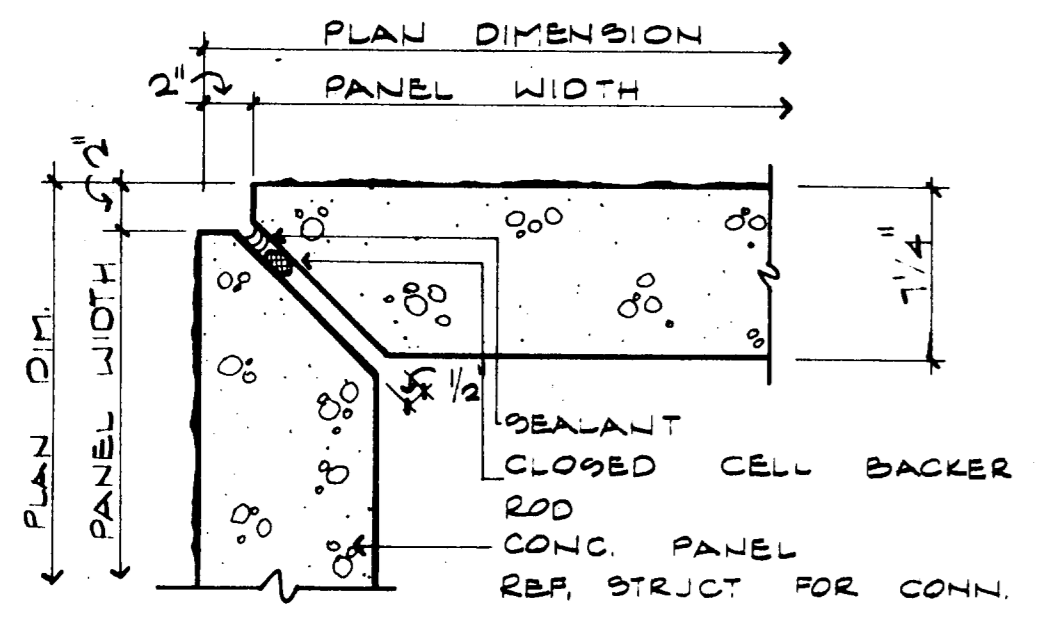 PLAN DIMENSION
2"
PANEL WIDTH
2"
PLAN DIM.
PANEL WIDTH
7 1/4"
1/2"
SEALANT
CLOSED CELL BACKER
ROD
CONC. PANEL
REF. STRJCT FOR CONN.